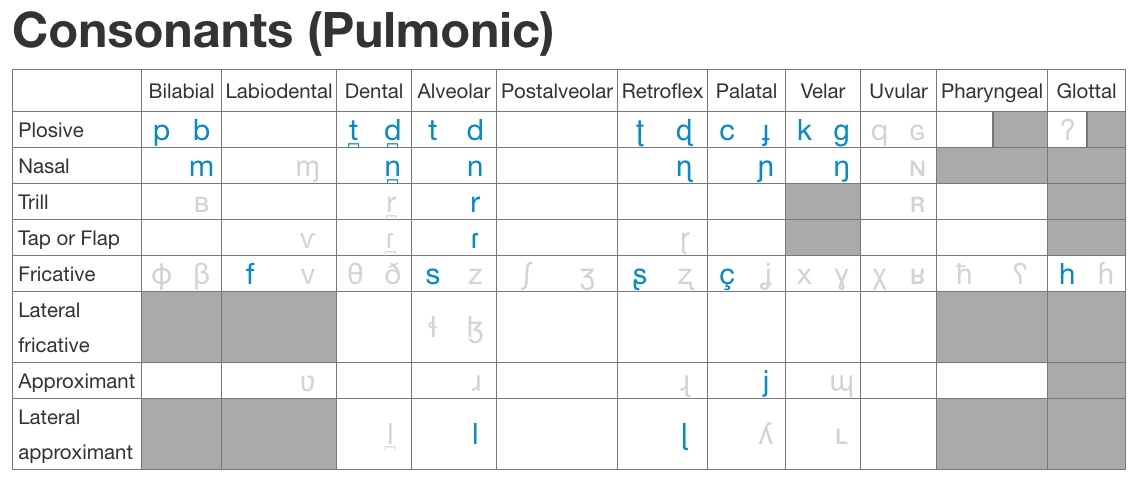 Consonants (Pulmonic)
Bilabial Labiodental Dental Alveolar Postalveolar Retroflex Palatal Velar Uvular Pharyngeal Glottal
Plosive p b t̪ d̪ t d ʈ ɖ c ɟ k ɡ q ɢ ʔ
Nasal m ɱ n̪ n ɳ ɲ ŋ ɴ
Trill ʙ r̪ r ʀ
Tap or Flap ⱱ ɾ̪ ɾ ɽ
Fricative ɸ β f v θ ð s z ʃ ʒ ʂ ʐ ç ʝ x ɣ χ ʁ ħ ʕ h ɦ
Lateral
fricative ɬ ɮ
Approximant ʋ ɹ ɻ j ɰ
Lateral
approximant l̪ l ɭ ʎ ʟ